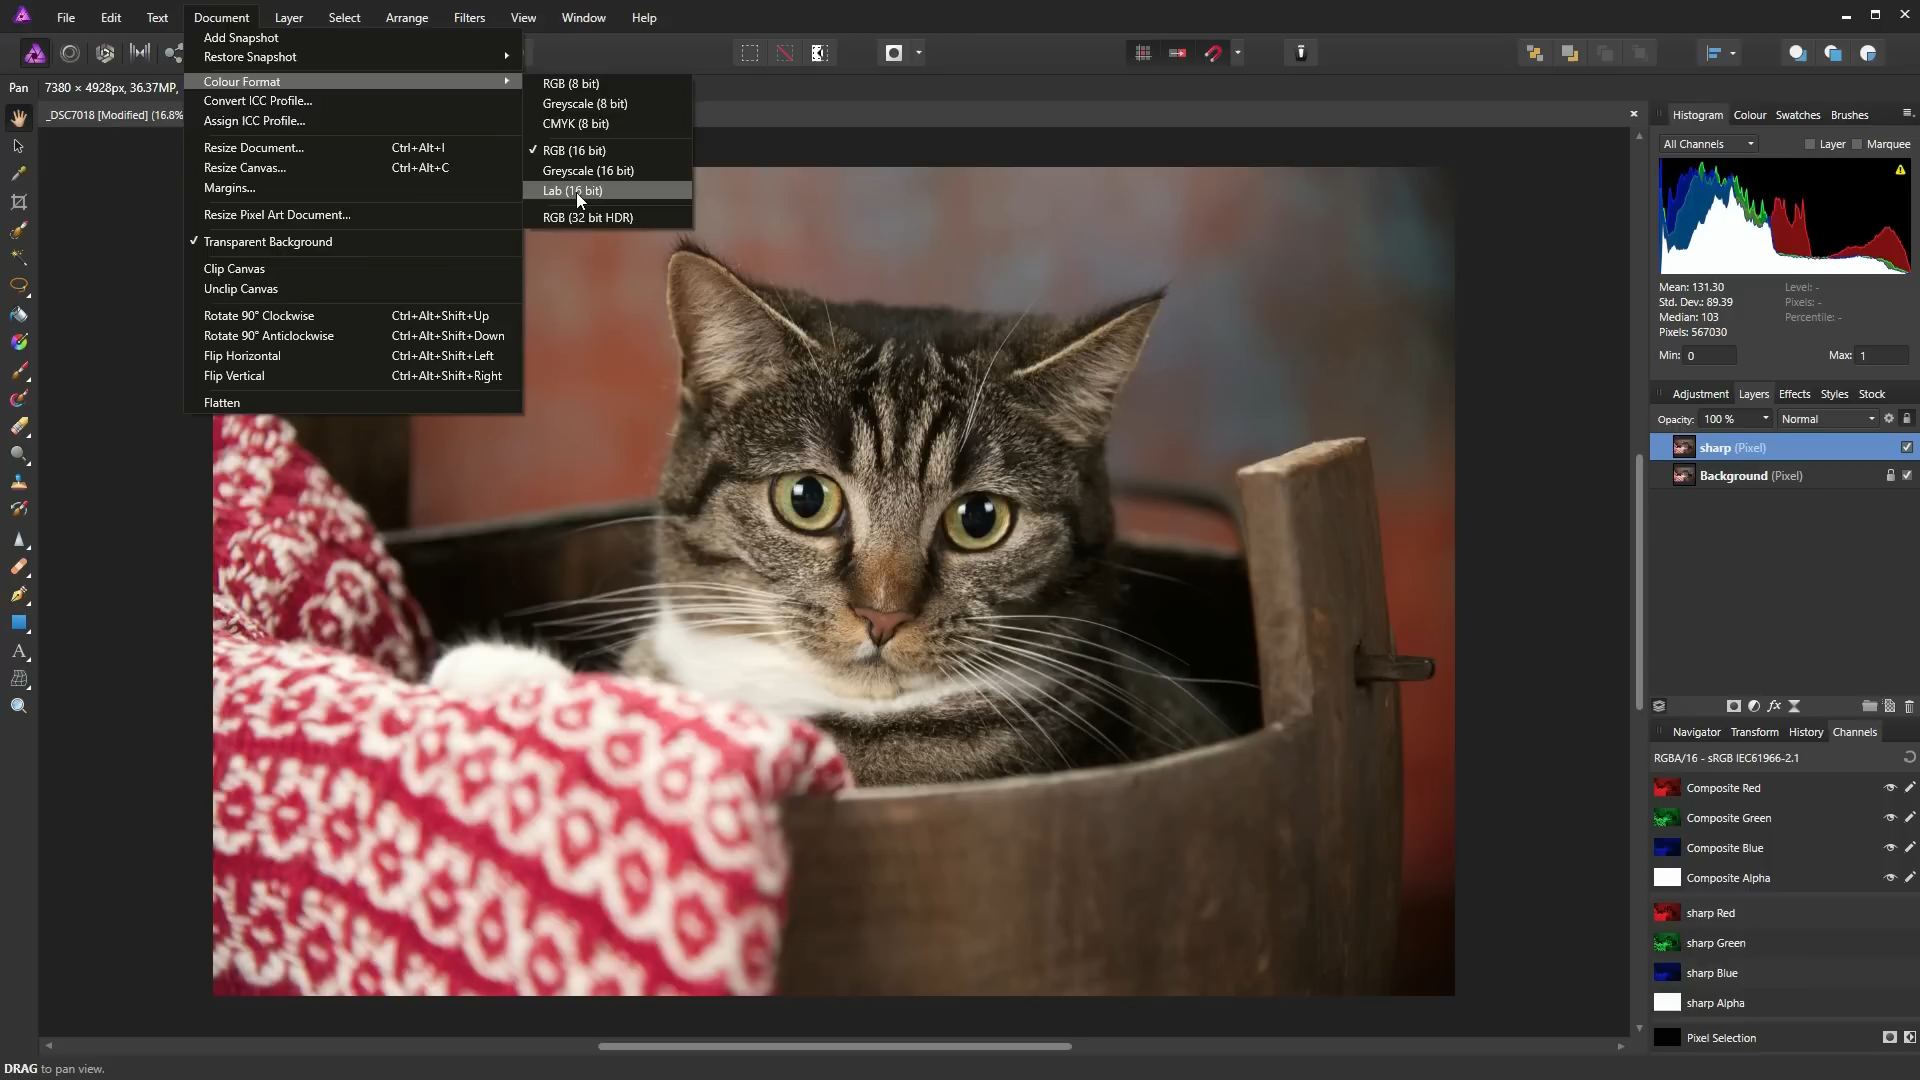 File Edit Text Document Layer Select Arrange Filters View Window Help
Add Snapshot
Restore Snapshot
Colour Format
Convert ICC Profile...
Assign ICC Profile...
Resize Document... Ctrl+Alt+I
Resize Canvas... Ctrl+Alt+C
Margins...
Resize Pixel Art Document...
Transparent Background
Clip Canvas
Unclip Canvas
Rotate 90° Clockwise Ctrl+Alt+Shift+Up
Rotate 90° Anticlockwise Ctrl+Alt+Shift+Down
Flip Horizontal Ctrl+Alt+Shift+Left
Flip Vertical Ctrl+Alt+Shift+Right
Flatten
RGB (8 bit)
Greyscale (8 bit)
CMYK (8 bit)
RGB (16 bit)
Greyscale (16 bit)
Lab (16 bit)
RGB (32 bit HDR)
Pan 7380 × 4928px, 36.37MP,
_DSC7018 [Modified] (16.8%
Histogram Colour Swatches Brushes
All Channels Layer Marquee
Mean: 131.30 Level: -
Std. Dev.: 89.39 Pixels: -
Median: 103 Percentile: -
Pixels: 567030
Min: 0 Max: 1
Adjustment Layers Effects Styles Stock
Opacity: 100 % Normal
sharp (Pixel)
Background (Pixel)
fx
Navigator Transform History Channels
RGBA/16 - sRGB IEC61966-2.1
Composite Red
Composite Green
Composite Blue
Composite Alpha
sharp Red
sharp Green
sharp Blue
sharp Alpha
Pixel Selection
DRAG to pan view.